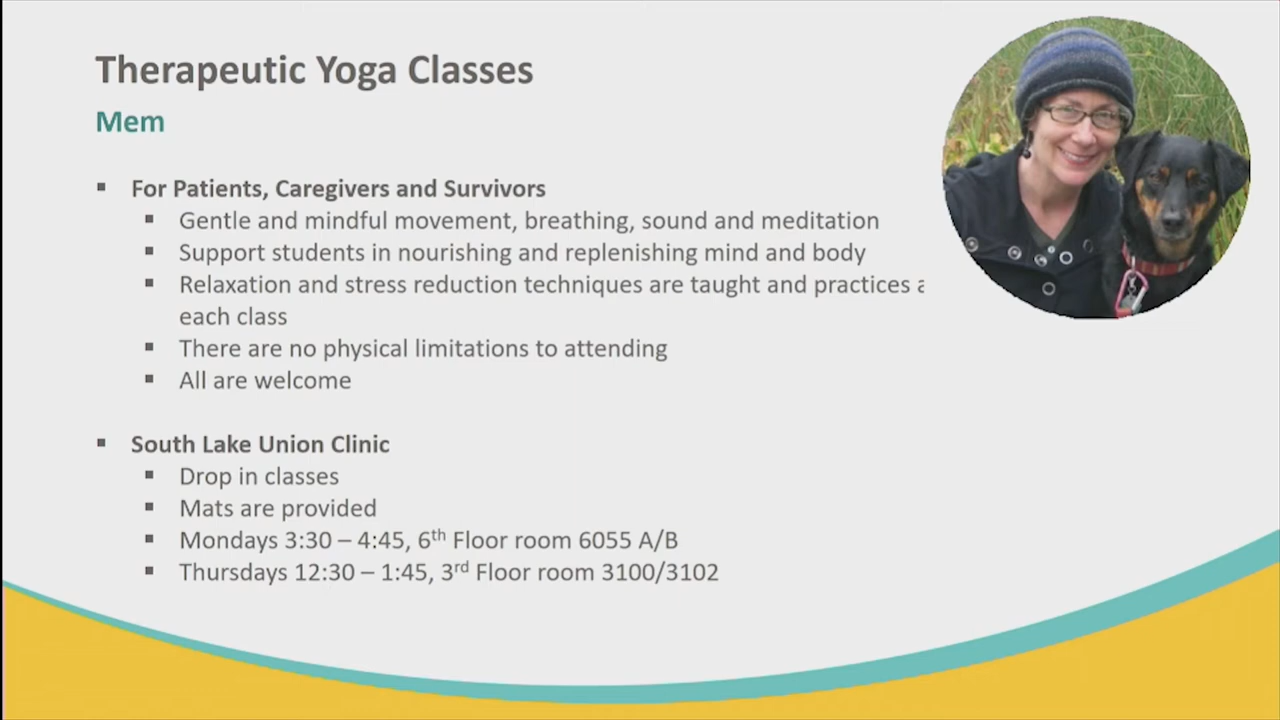 Therapeutic Yoga Classes
Mem
▪ For Patients, Caregivers and Survivors
▪ Gentle and mindful movement, breathing, sound and meditation
▪ Support students in nourishing and replenishing mind and body
▪ Relaxation and stress reduction techniques are taught and practices
each class
▪ There are no physical limitations to attending
▪ All are welcome
▪ South Lake Union Clinic
▪ Drop in classes
▪ Mats are provided
▪ Mondays 3:30 – 4:45, 6th Floor room 6055 A/B
▪ Thursdays 12:30 – 1:45, 3rd Floor room 3100/3102